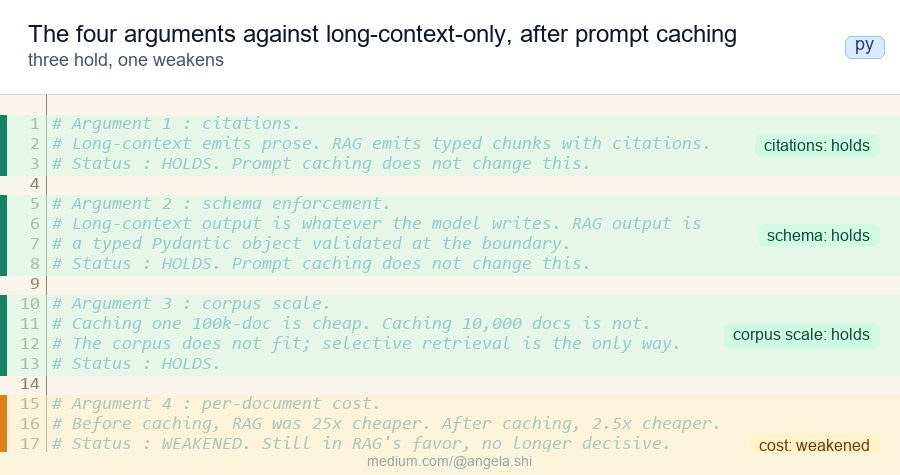 The four arguments against long-context-only, after prompt caching
three hold, one weakens
py
1 # Argument 1 : citations.
2 # Long-context emits prose. RAG emits typed chunks with citations.
citations: holds
3 # Status : HOLDS. Prompt caching does not change this.
4
5 # Argument 2 : schema enforcement.
6 # Long-context output is whatever the model writes. RAG output is
schema: holds
7 # a typed Pydantic object validated at the boundary.
8 # Status : HOLDS. Prompt caching does not change this.
9
10 # Argument 3 : corpus scale.
11 # Caching one 100k-doc is cheap. Caching 10,000 docs is not.
corpus scale: holds
12 # The corpus does not fit; selective retrieval is the only way.
13 # Status : HOLDS.
14
15 # Argument 4 : per-document cost.
16 # Before caching, RAG was 25x cheaper. After caching, 2.5x cheaper.
17 # Status : WEAKENED. Still in RAG's favor, no longer decisive.
cost: weakened
medium.com/@angela.shi